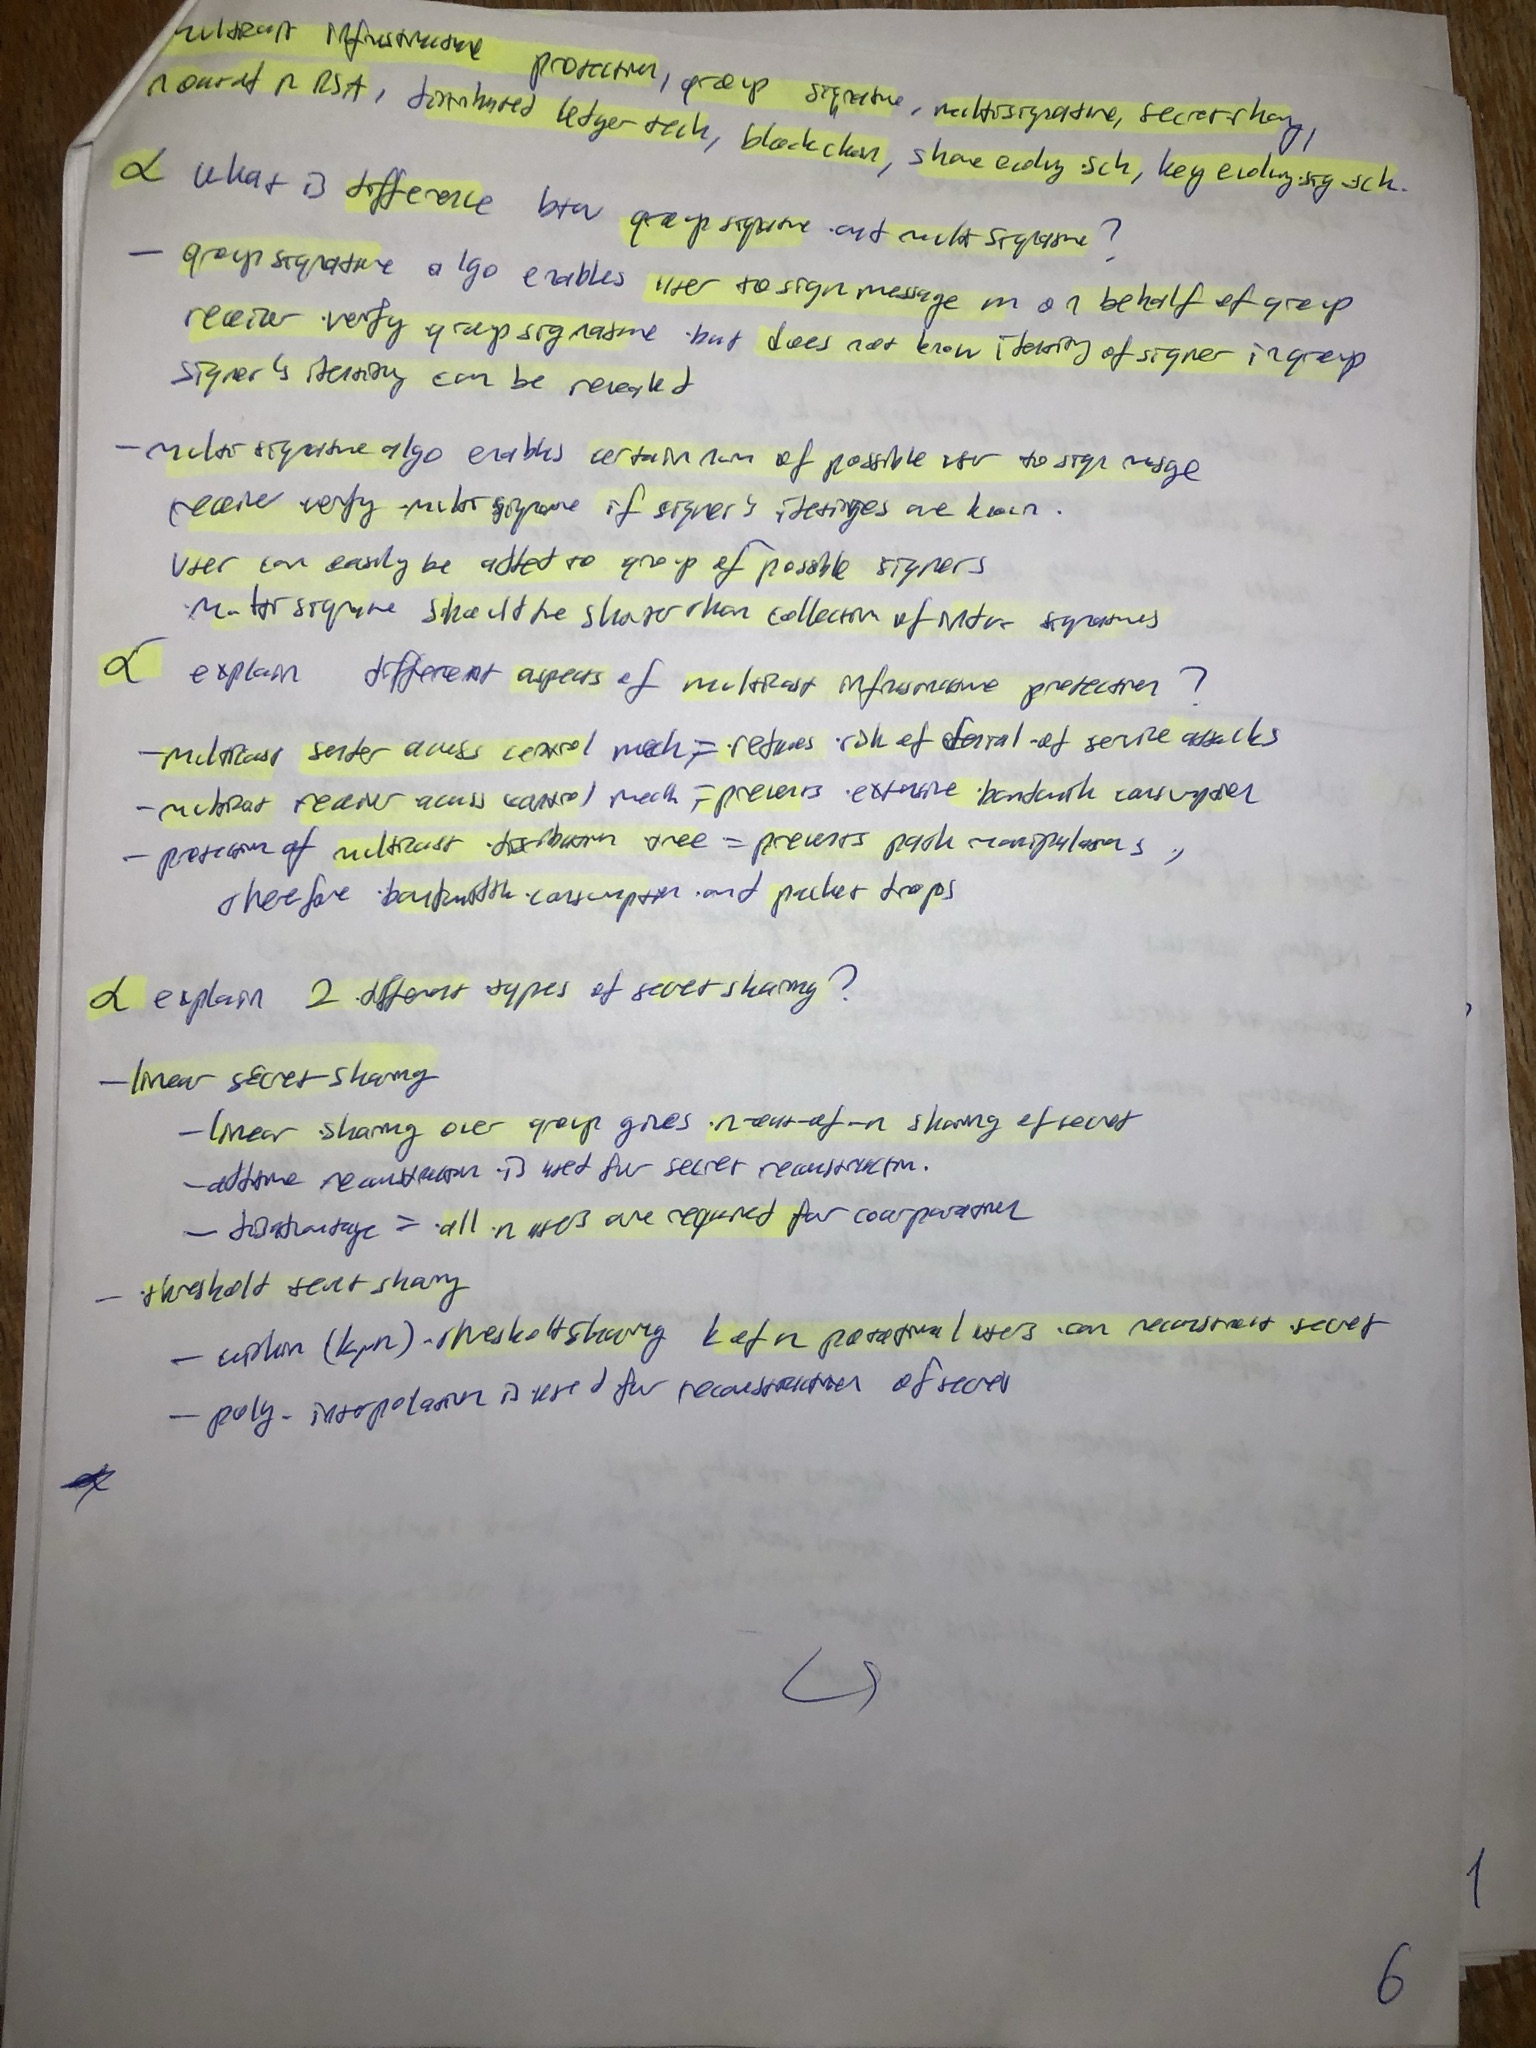 multicast infrastructure protection, group signature, multisignature, secret sharing,
n out of n RSA, distributed ledger tech, blockchain, share evolving sch, key evolving sig sch.
α what is difference btw group signature and multi signature?
– group signature algo enables user to sign message m on behalf of group
receiver verify group signature but does not know identity of signer in group
signer's identity can be revealed
– multi signature algo enables certain num of possible user to sign msge
receiver verify multi signature if signer's identities are known.
User can easily be added to group of possible signers
Multi signature should be shorter than collection of indiv signatures
α explain different aspects of multicast infrastructure protection?
– multicast sender access control mech = reduces risk of denial of service attacks
– multicast receiver access control mech = prevents extensive bandwith consumption
– protection of multicast distribution tree = prevents path manipulations,
therefore bandwidth consumption and packet drops
α explain 2 different types of secret sharing?
– linear secret sharing
– linear sharing over group gives n-out-of-n sharing of secret
– additive reconstruction is used for secret reconstruction.
– disadvantage = all n users are required for cooperation
– threshold secret sharing
– within (k,n) - threshold sharing k of n potential users can reconstruct secret
– poly- interpolation is used for reconstruction of secret
1
6